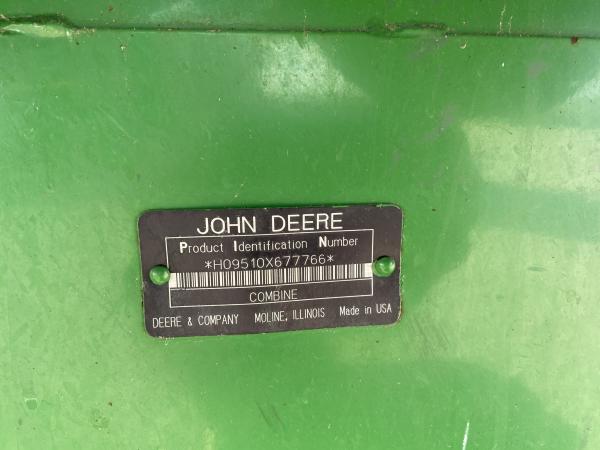 JOHN DEERE
Product Identification Number
*H09510X677766*
COMBINE
DEERE & COMPANY MOLINE, ILLINOIS Made in USA